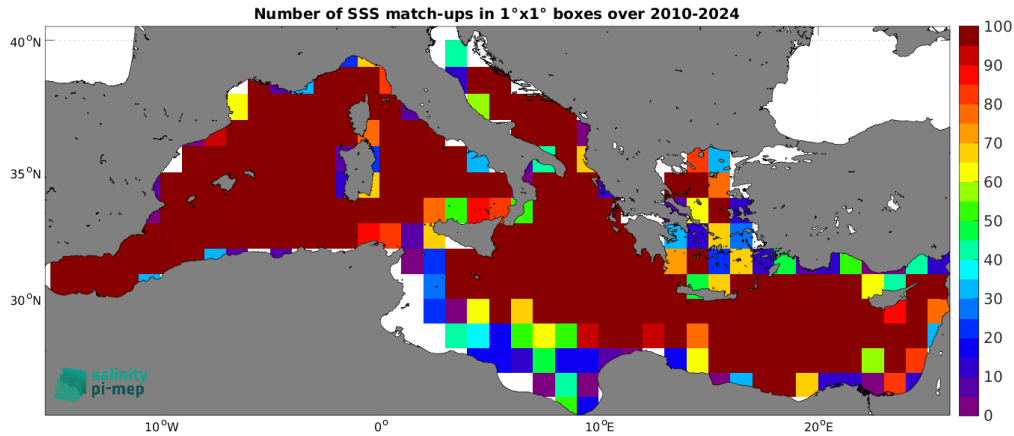 Number of SSS match-ups in 1°x1° boxes over 2010-2024
40°N
35°N
30°N
10°W
0°
10°E
20°E
100
90
80
70
60
50
40
30
20
10
0
salinity
pi-mep